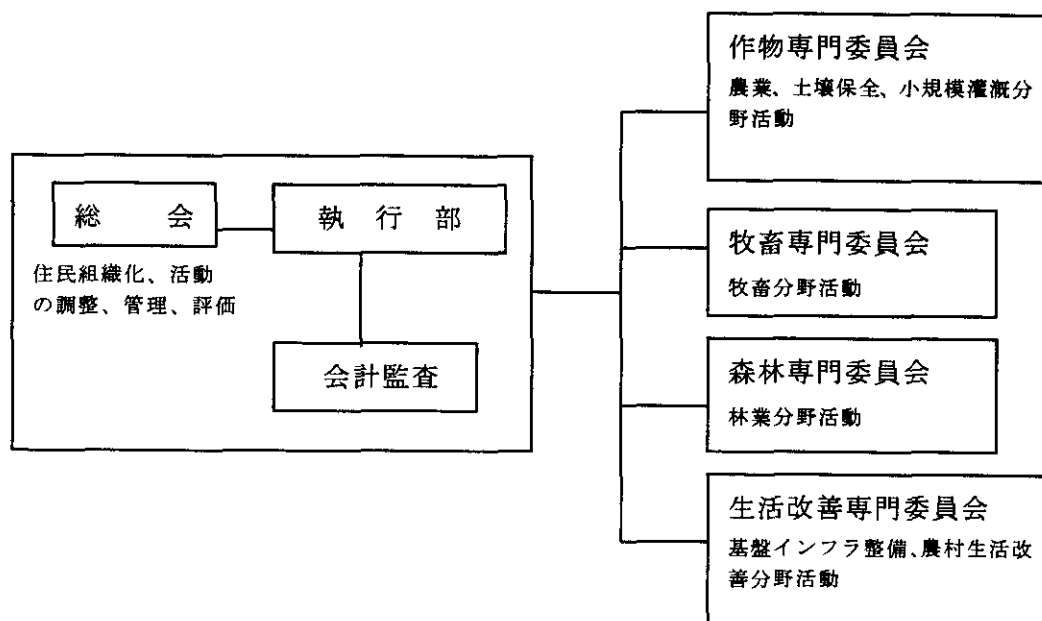 総会
執行部
住民組織化、活動
の調整、管理、評価
会計監査
作物専門委員会
農業、土壌保全、小規模灌漑分
野活動
牧畜専門委員会
牧畜分野活動
森林専門委員会
林業分野活動
生活改善専門委員会
基盤インフラ整備、農村生活改
善分野活動